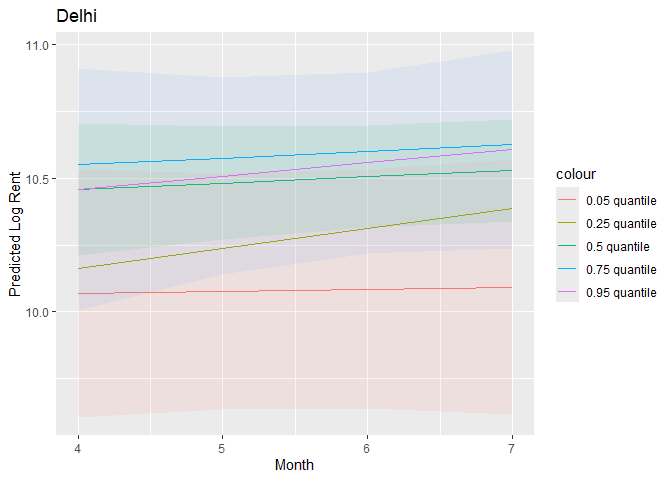 Delhi
Predicted Log Rent
11.0
10.5
10.0
4
5
6
7
Month
colour
0.05 quantile
0.25 quantile
0.5 quantile
0.75 quantile
0.95 quantile